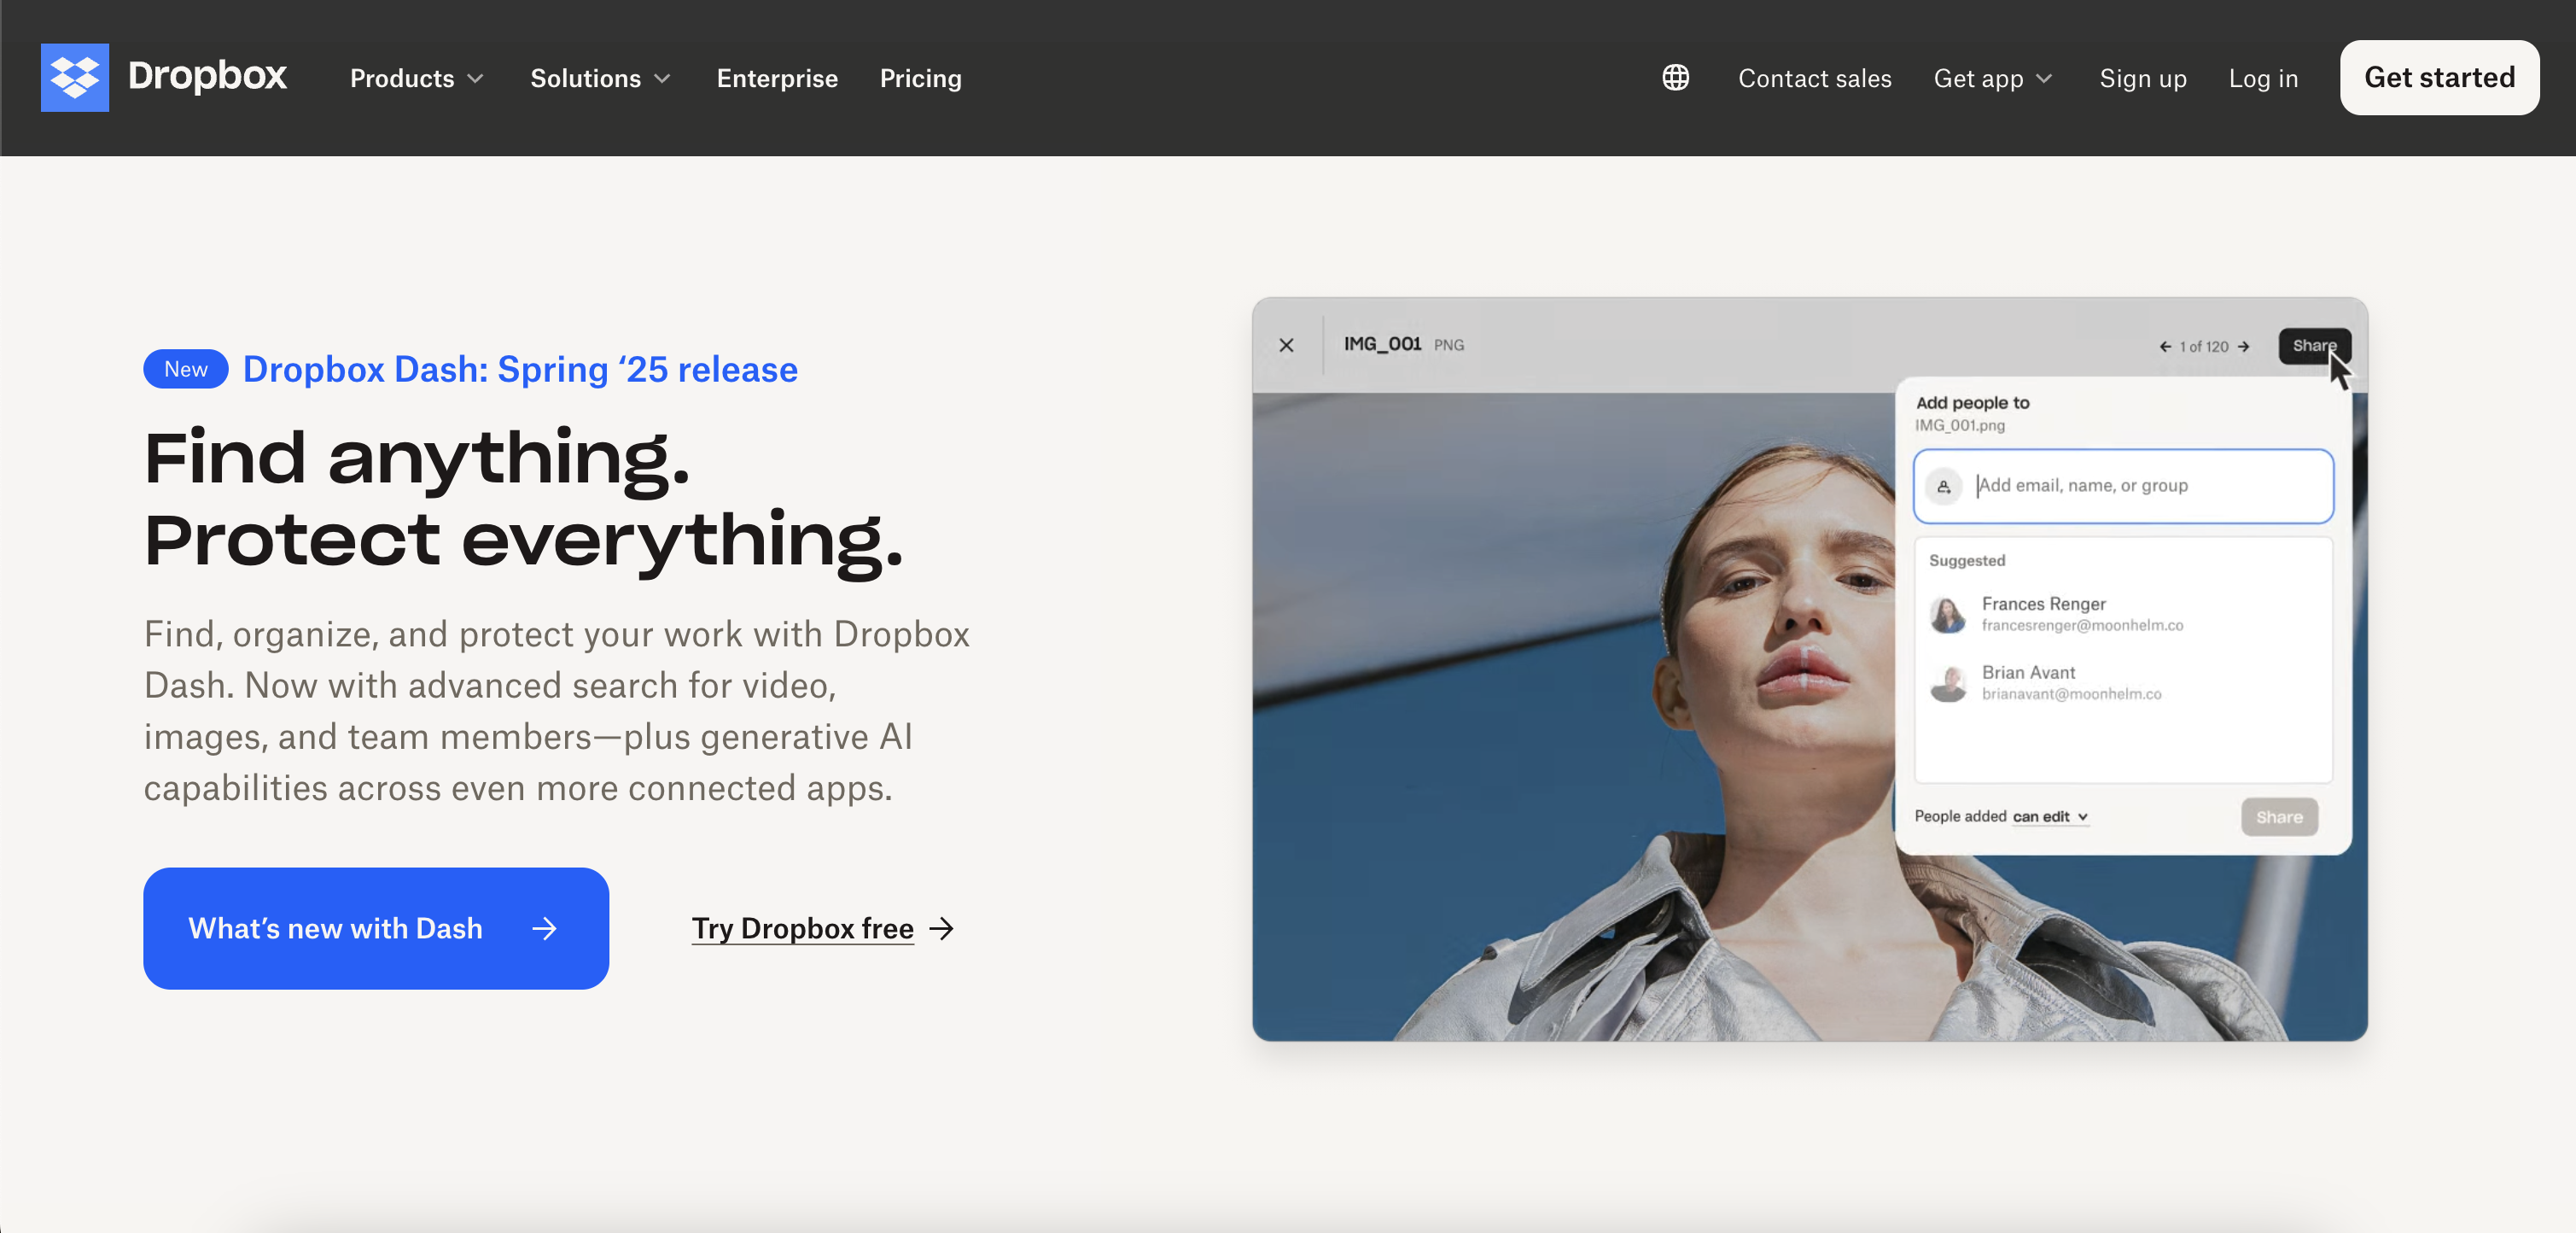 Dropbox
Products
Solutions
Enterprise
Pricing
Contact sales
Get app
Sign up
Log in
Get started
New
Dropbox Dash: Spring ‘25 release
Find anything.
Protect everything.
Find, organize, and protect your work with Dropbox
Dash. Now with advanced search for video,
images, and team members—plus generative AI
capabilities across even more connected apps.
What’s new with Dash
Try Dropbox free
IMG_001 PNG
1 of 120
Share
Add people to
IMG_001.png
Add email, name, or group
Suggested
Frances Renger
francesrenger@moonhelm.co
Brian Avant
brianavant@moonhelm.co
People added can edit
Share